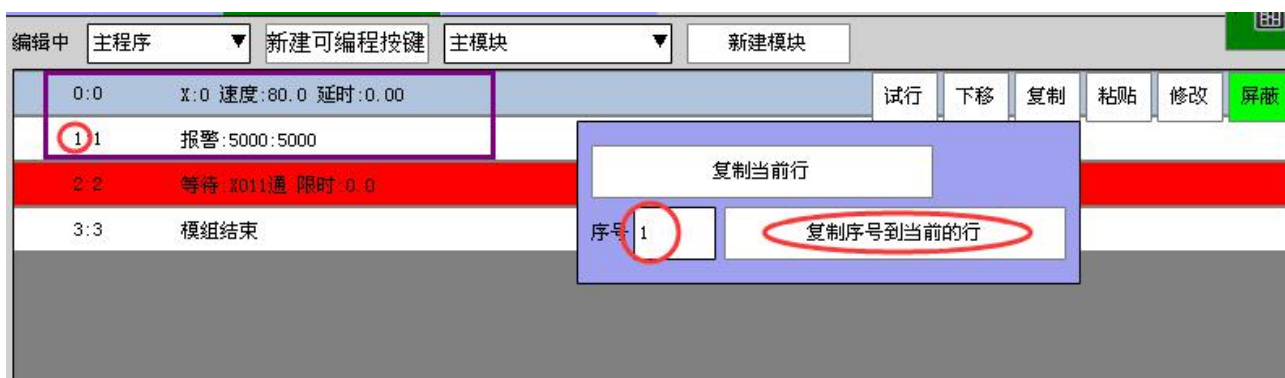 编辑中 主程序 ▼ 新建可编程按键 主模块 ▼ 新建模块
0:0 X:0 速度:80.0 延时:0.00 试行 下移 复制 粘贴 修改 屏蔽
1:1 报警:5000:5000
复制当前行
2:2 等待:X011通 限时:0.0
3:3 模组结束
序号 1 复制序号到当前的行